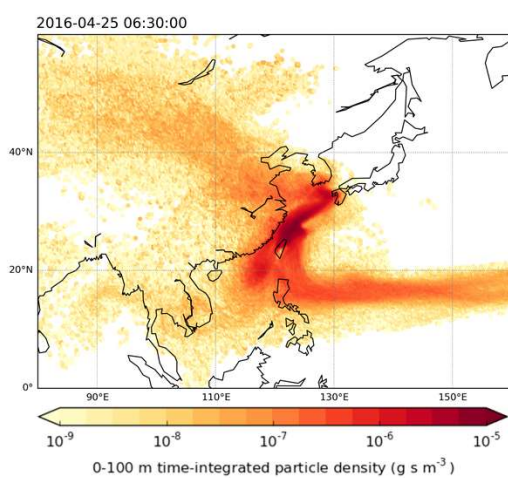 2016-04-25 06:30:00
40°N
20°N
0°
90°E 110°E 130°E 150°E
10⁻⁹ 10⁻⁸ 10⁻⁷ 10⁻⁶ 10⁻⁵
0-100 m time-integrated particle density (g s m⁻³)